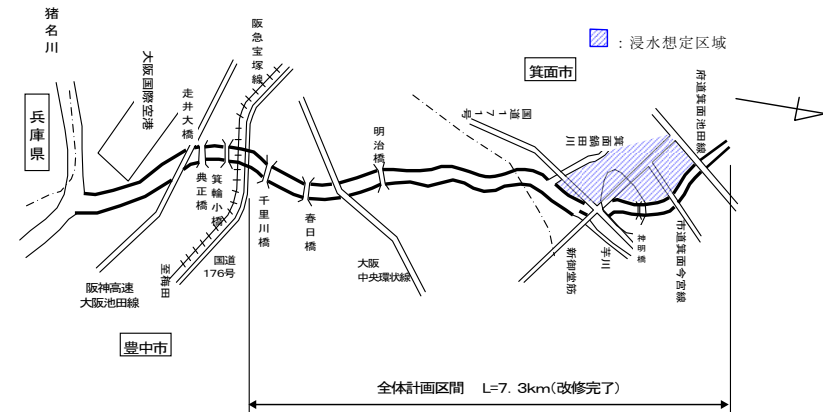 猪名川
兵庫県
大阪国際空港
走井大橋
阪急宝塚線
：浸水想定区域
箕面市
府道箕面池田線
国道171号
箕面鍋田川
明治橋
典正橋
箕輪小橋
千里川橋
春日橋
大阪
中央環状線
新御堂筋
芋川
市道箕面今宮線
国道
176号
至梅田
阪神高速
大阪池田線
豊中市
全体計画区間 L=7. 3km(改修完了)